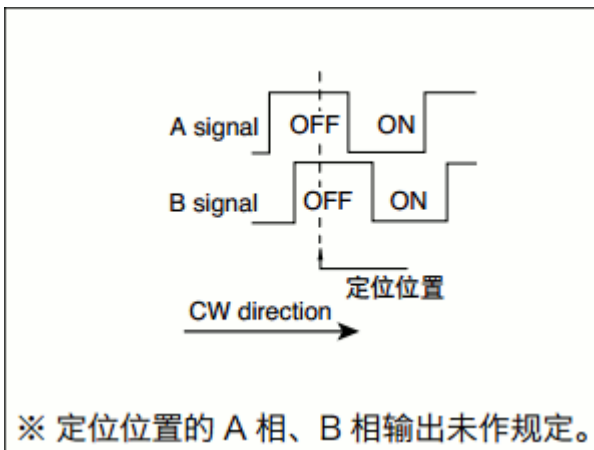 A signal OFF ON
B signal OFF ON
定位位置
CW direction
※ 定位位置的 A 相、B 相输出未作规定。